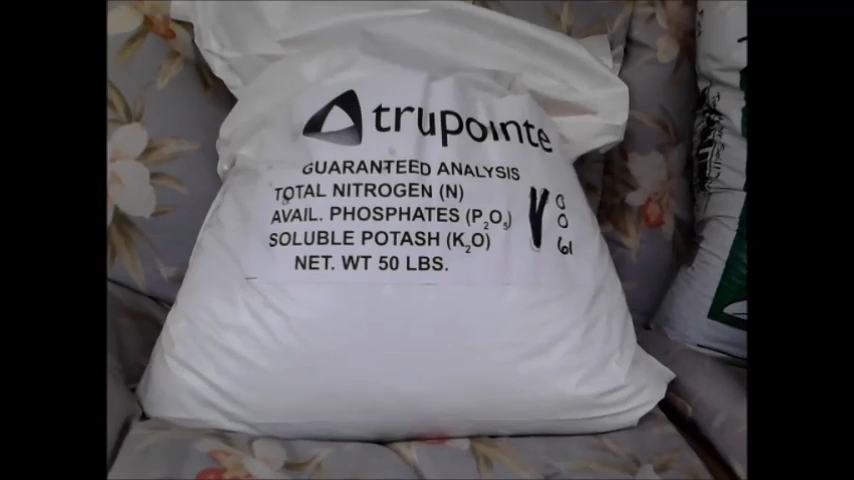 trupointe
GUARANTEED ANALYSIS
TOTAL NITROGEN (N) 0
AVAIL. PHOSPHATES (P₂O₅) 0
SOLUBLE POTASH (K₂O) 61
NET. WT 50 LBS.